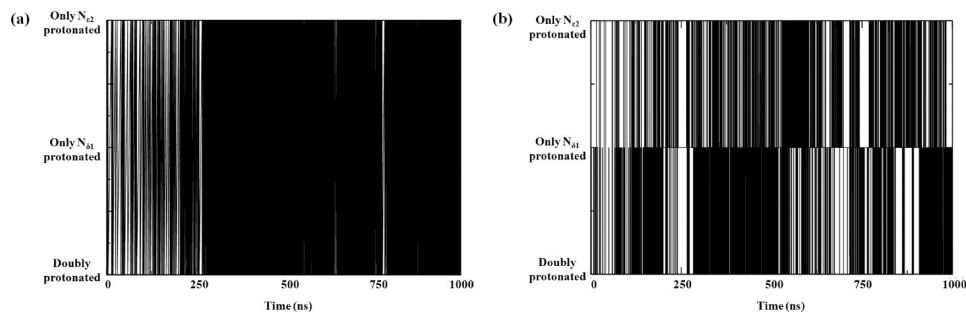 (a)
Only Nε2
protonated
Only Nδ1
protonated
Doubly
protonated
0
250
500
750
1000
Time (ns)
(b)
Only Nε2
protonated
Only Nδ1
protonated
Doubly
protonated
0
250
500
750
1000
Time (ns)